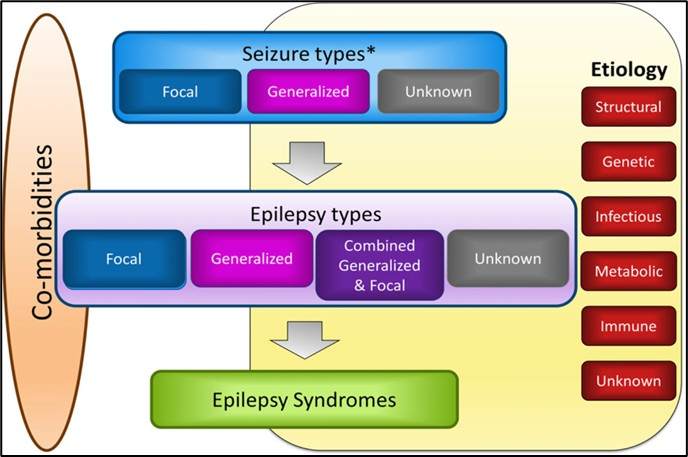 Co-morbidities
Seizure types*
Focal
Generalized
Unknown
Epilepsy types
Focal
Generalized
Combined
Generalized
& Focal
Unknown
Epilepsy Syndromes
Etiology
Structural
Genetic
Infectious
Metabolic
Immune
Unknown